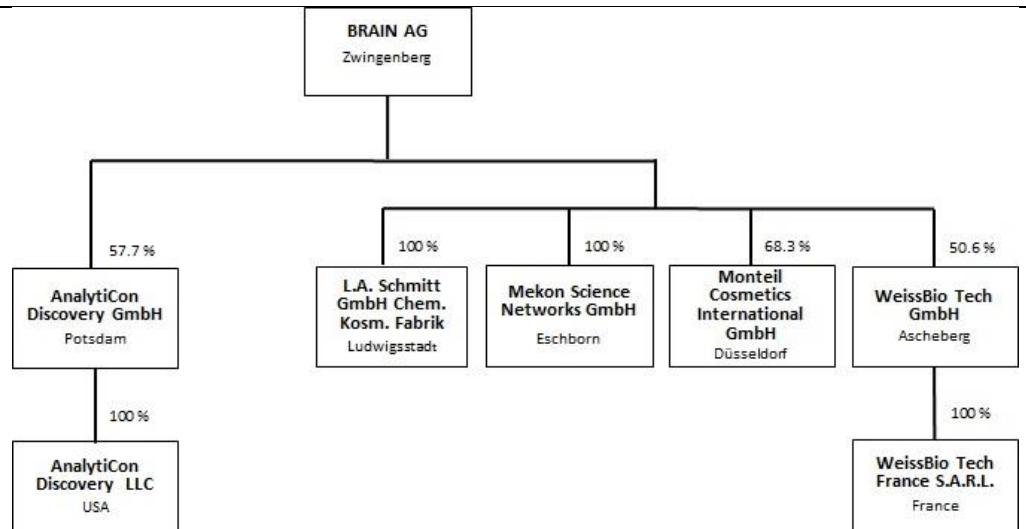 BRAIN AG
Zwingenberg
57.7 %
100 %
100 %
68.3 %
50.6 %
AnalytiCon
Discovery GmbH
Potsdam
L.A. Schmitt
GmbH Chem.
Kosm. Fabrik
Ludwigsstadt
Mekon Science
Networks GmbH
Eschborn
Monteil
Cosmetics
International
GmbH
Düsseldorf
WeissBio Tech
GmbH
Ascheberg
100 %
100 %
AnalytiCon
Discovery LLC
USA
WeissBio Tech
France S.A.R.L.
France